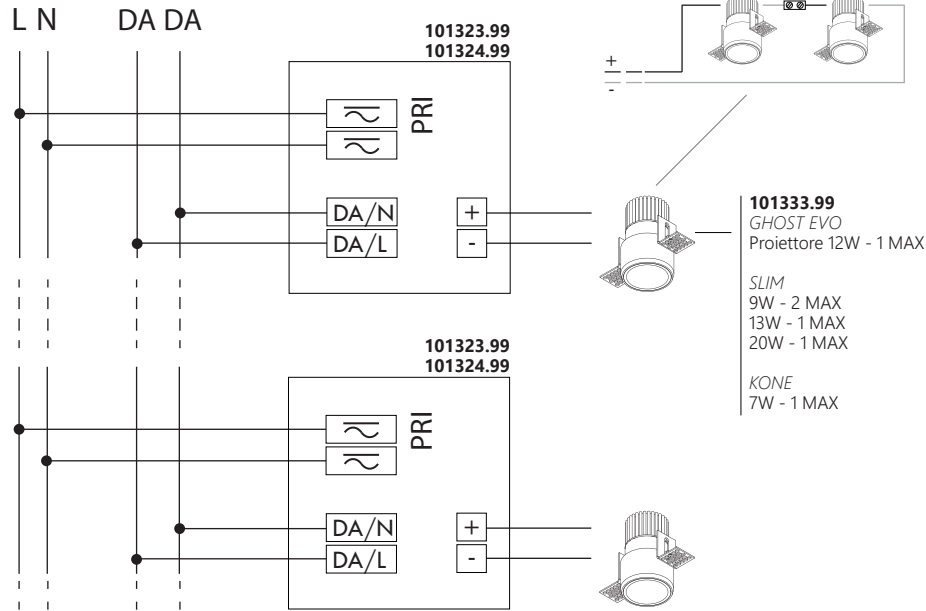 L N DA DA
101323.99
101324.99
PRI
DA/N
DA/L
+
-
+
-
101333.99
GHOST EVO
Proiettore 12W - 1 MAX
SLIM
9W - 2 MAX
13W - 1 MAX
20W - 1 MAX
KONE
7W - 1 MAX
101323.99
101324.99
PRI
DA/N
DA/L
+
-